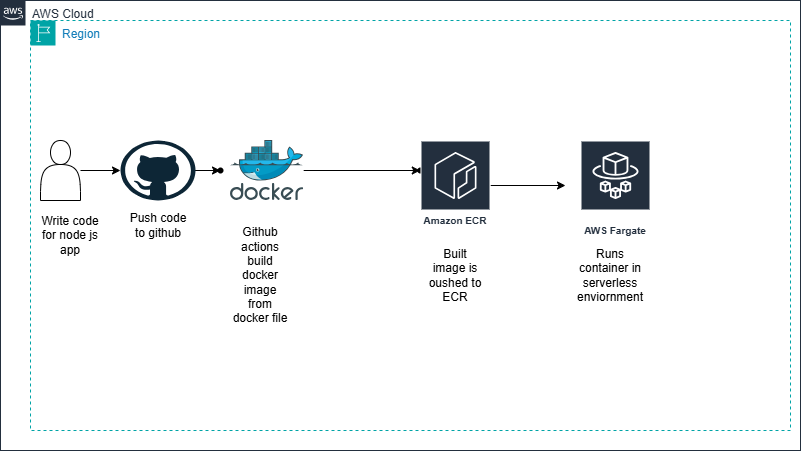 aws
AWS Cloud
Region
Write code
for node js
app
Push code
to github
docker
Github
actions
build
docker
image
from
docker file
Amazon ECR
Built
image is
oushed to
ECR
AWS Fargate
Runs
container in
serverless
enviornment